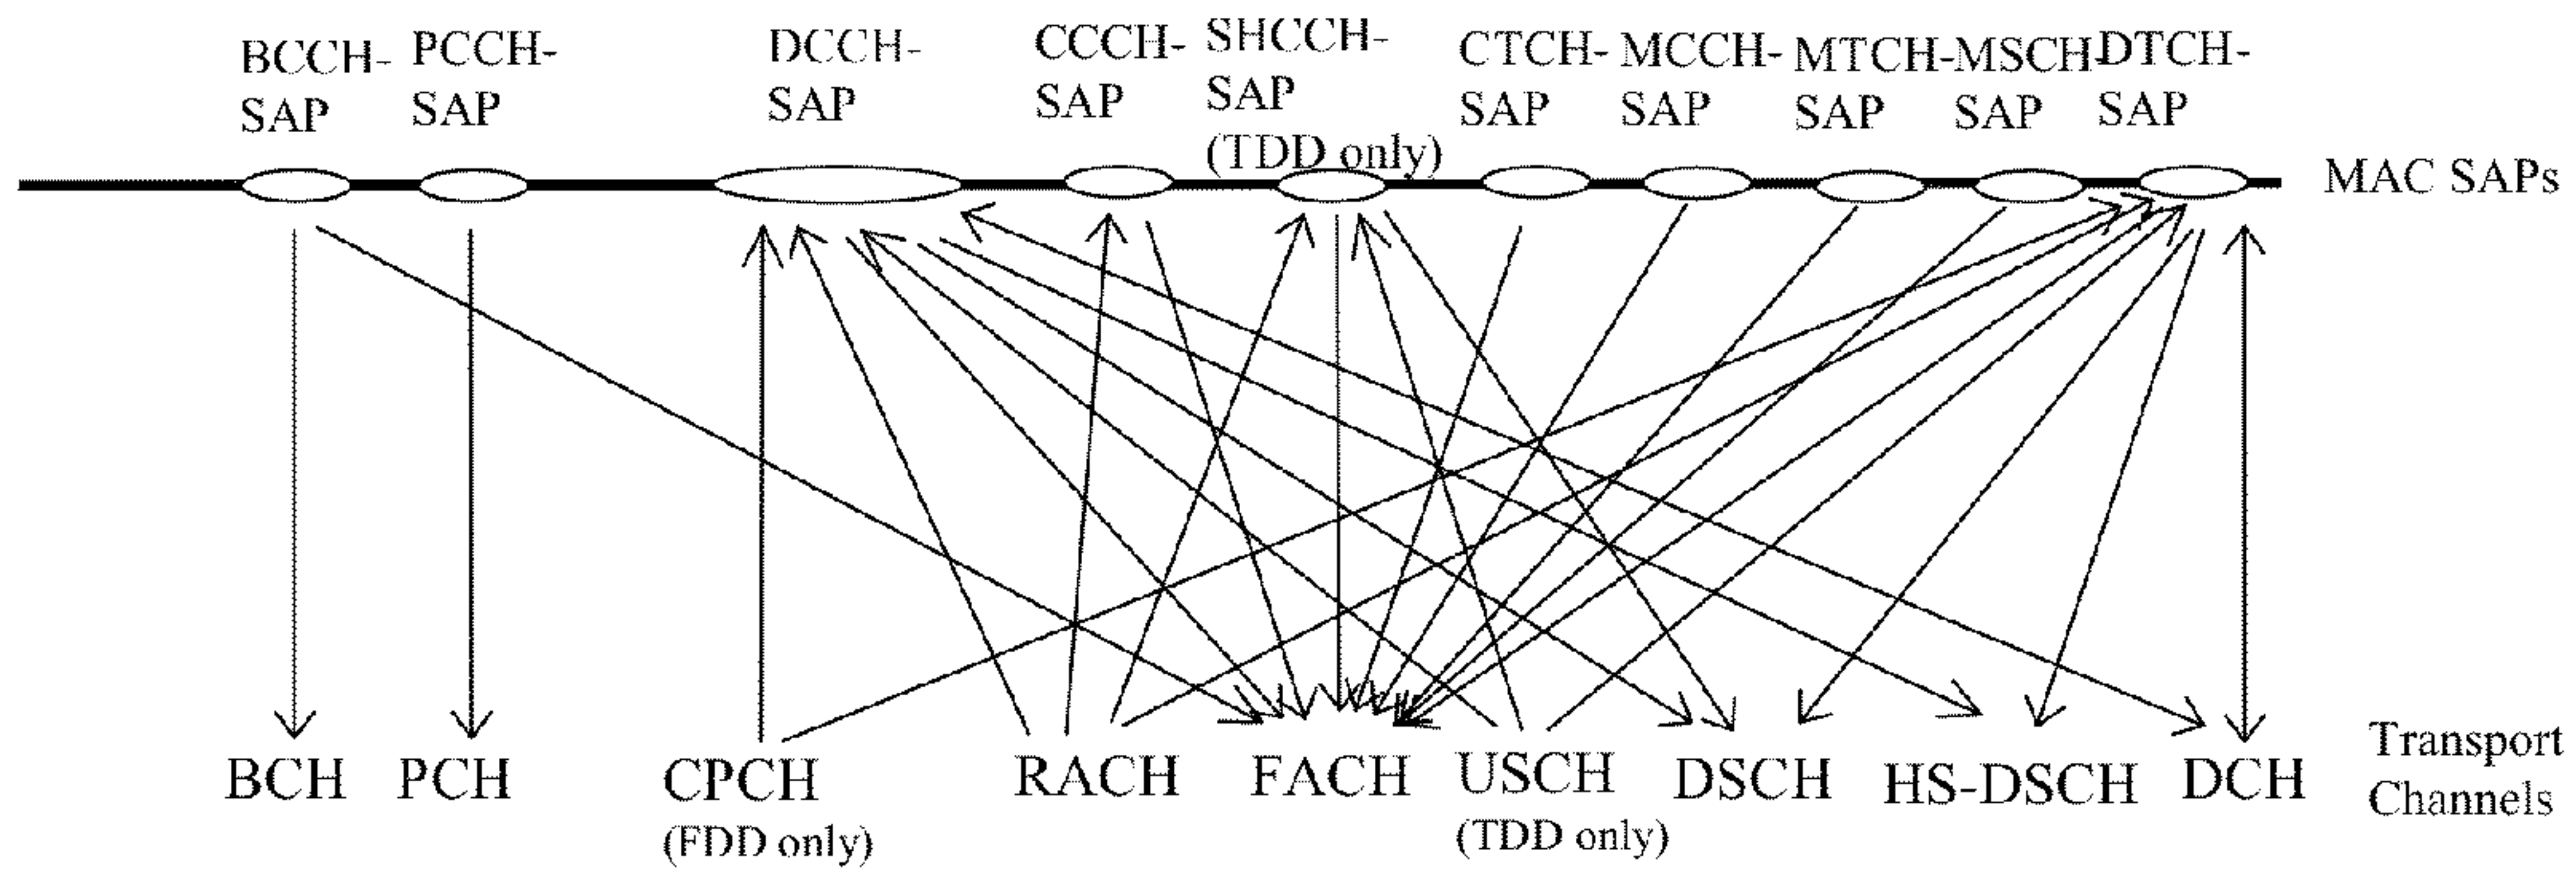 BCCH- PCCH- DCCH- CCCH- SHCCH- CTCH- MCCH- MTCH- MSCH- DTCH-
SAP SAP SAP SAP SAP SAP SAP SAP SAP SAP
(TDD only)
MAC SAPs
BCH PCH CPCH RACH FACH USCH DSCH HS-DSCH DCH
(FDD only) (TDD only)
Transport
Channels